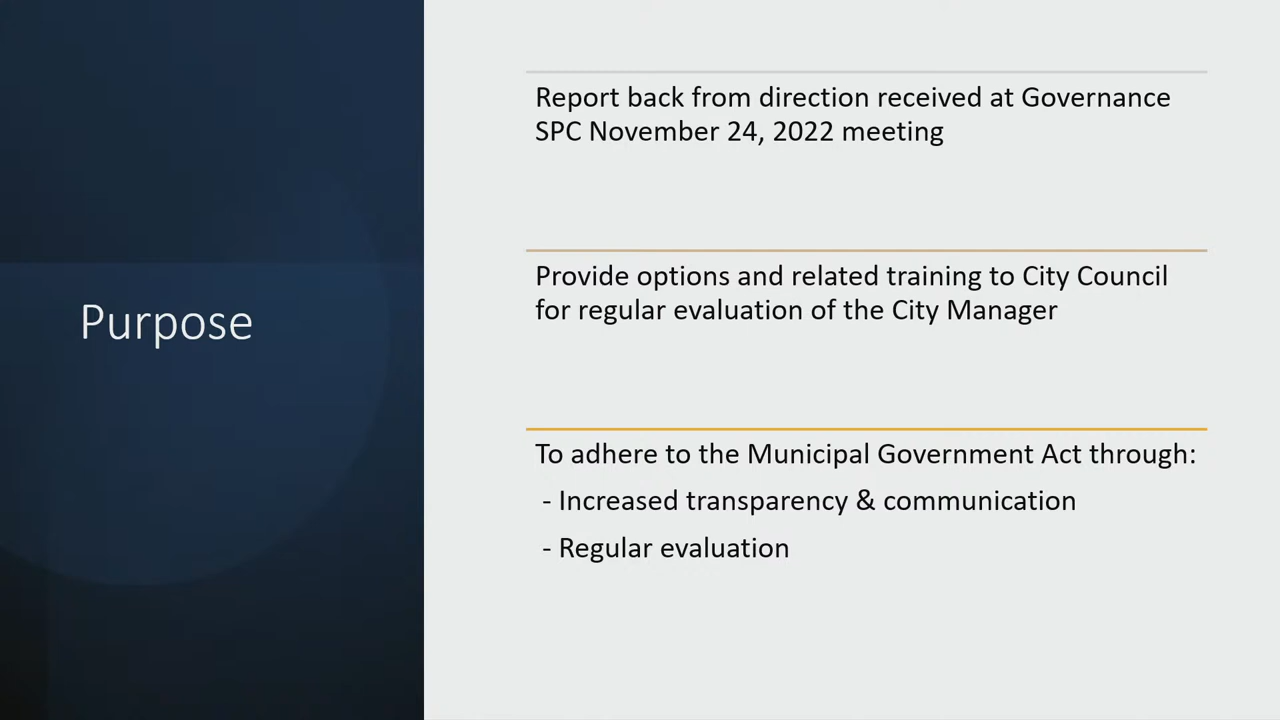 Purpose
Report back from direction received at Governance
SPC November 24, 2022 meeting
Provide options and related training to City Council
for regular evaluation of the City Manager
To adhere to the Municipal Government Act through:
- Increased transparency & communication
- Regular evaluation